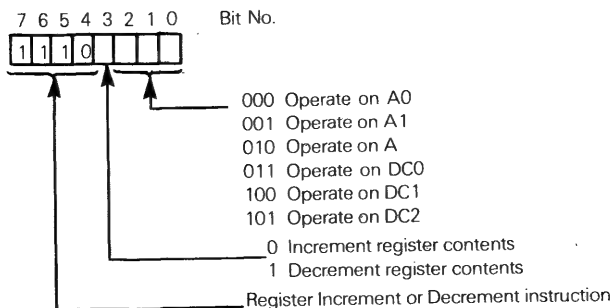 7 6 5 4 3 2 1 0 Bit No.
1 1 1 0
000 Operate on A0
001 Operate on A1
010 Operate on A
011 Operate on DC0
100 Operate on DC1
101 Operate on DC2
0 Increment register contents
1 Decrement register contents
Register Increment or Decrement instruction